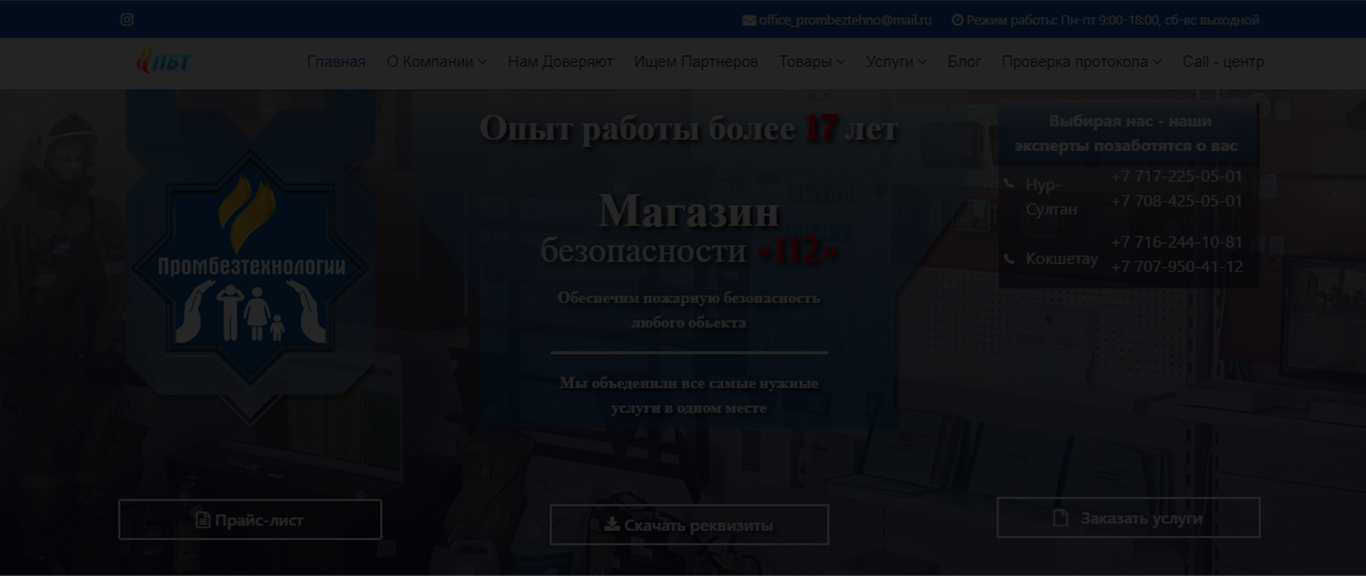 office_prombeztehno@mail.ru Режим работы: Пн-пт 9:00-18:00, сб-вс выходной
ПБТ Главная О Компании Нам Доверяют Ищем Партнеров Товары Услуги Блог Проверка протокола Call - центр
Опыт работы более 17 лет
Магазин
безопасности «112»
Обеспечим пожарную безопасность
любого обьекта
Мы объеденили все самые нужные
услуги в одном месте
Промбезтехнологии
Выбирая нас - наши
эксперты позаботятся о вас
Нур-
Султан
+7 717-225-05-01
+7 708-425-05-01
Кокшетау
+7 716-244-10-81
+7 707-950-41-12
Прайс-лист
Скачать реквизиты
Заказать услуги